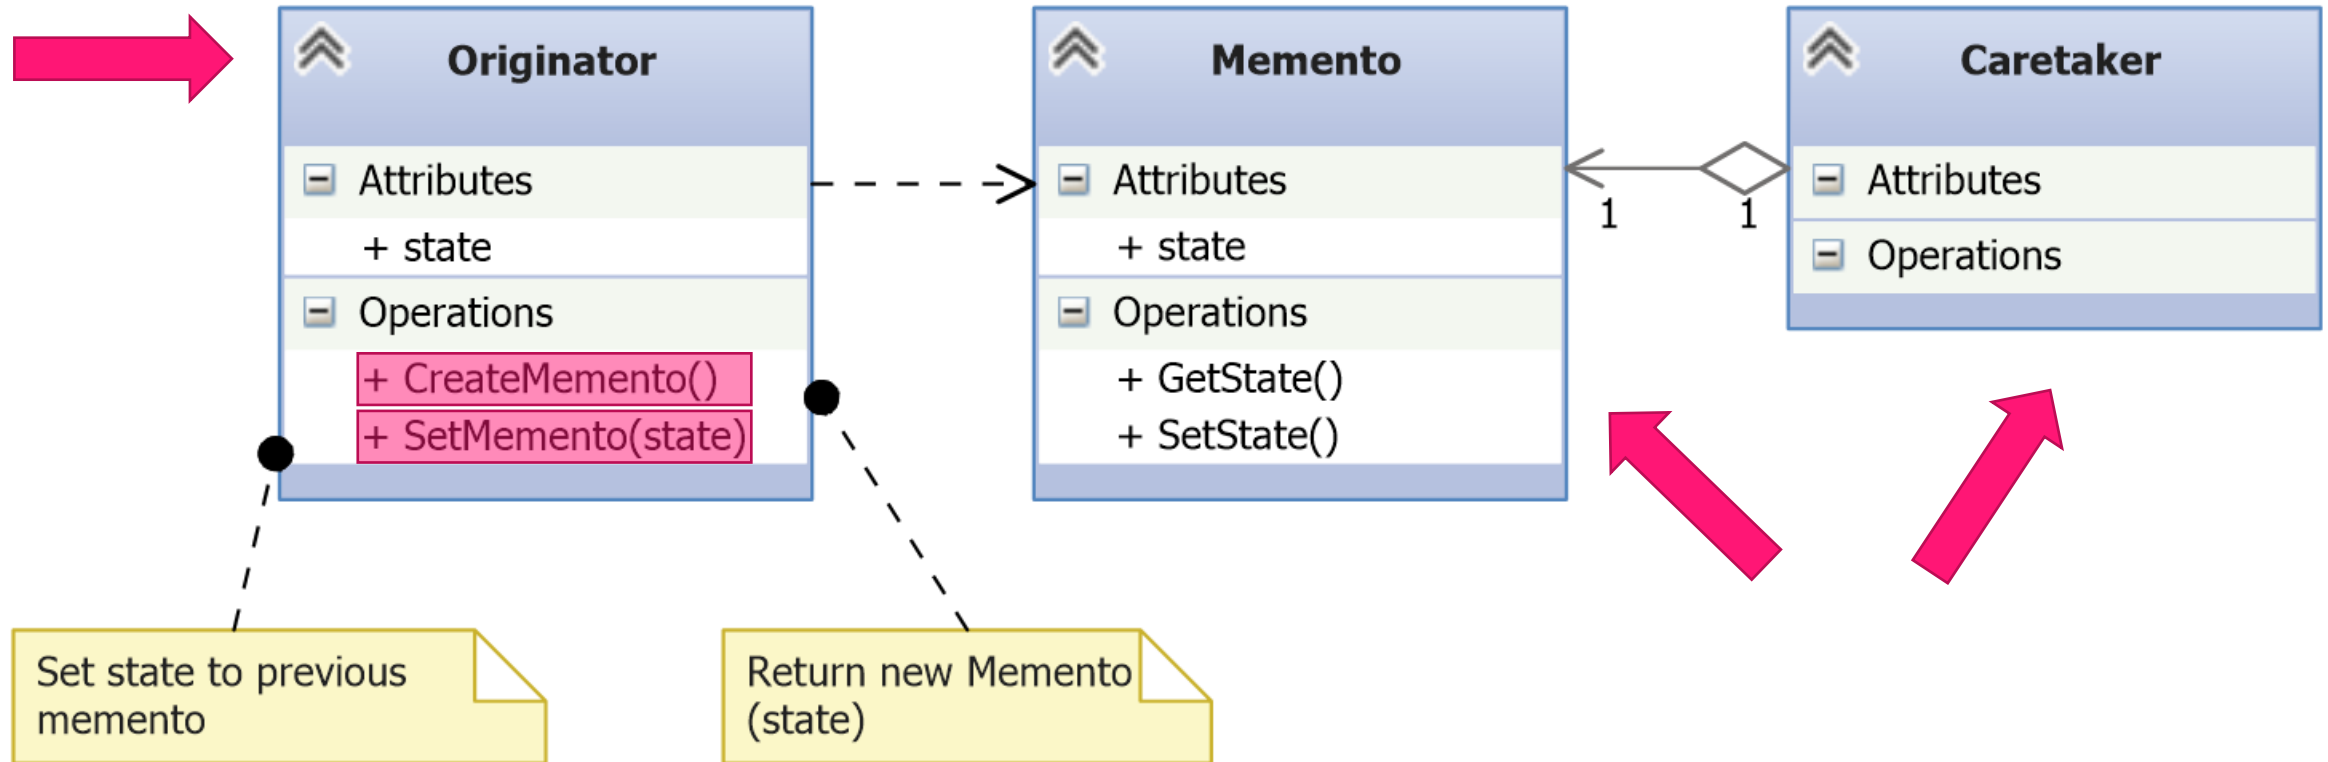 Originator
Attributes
+ state
Operations
+ CreateMemento()
+ SetMemento(state)
Memento
Attributes
+ state
Operations
+ GetState()
+ SetState()
1
1
Caretaker
Attributes
Operations
Set state to previous
memento
Return new Memento
(state)